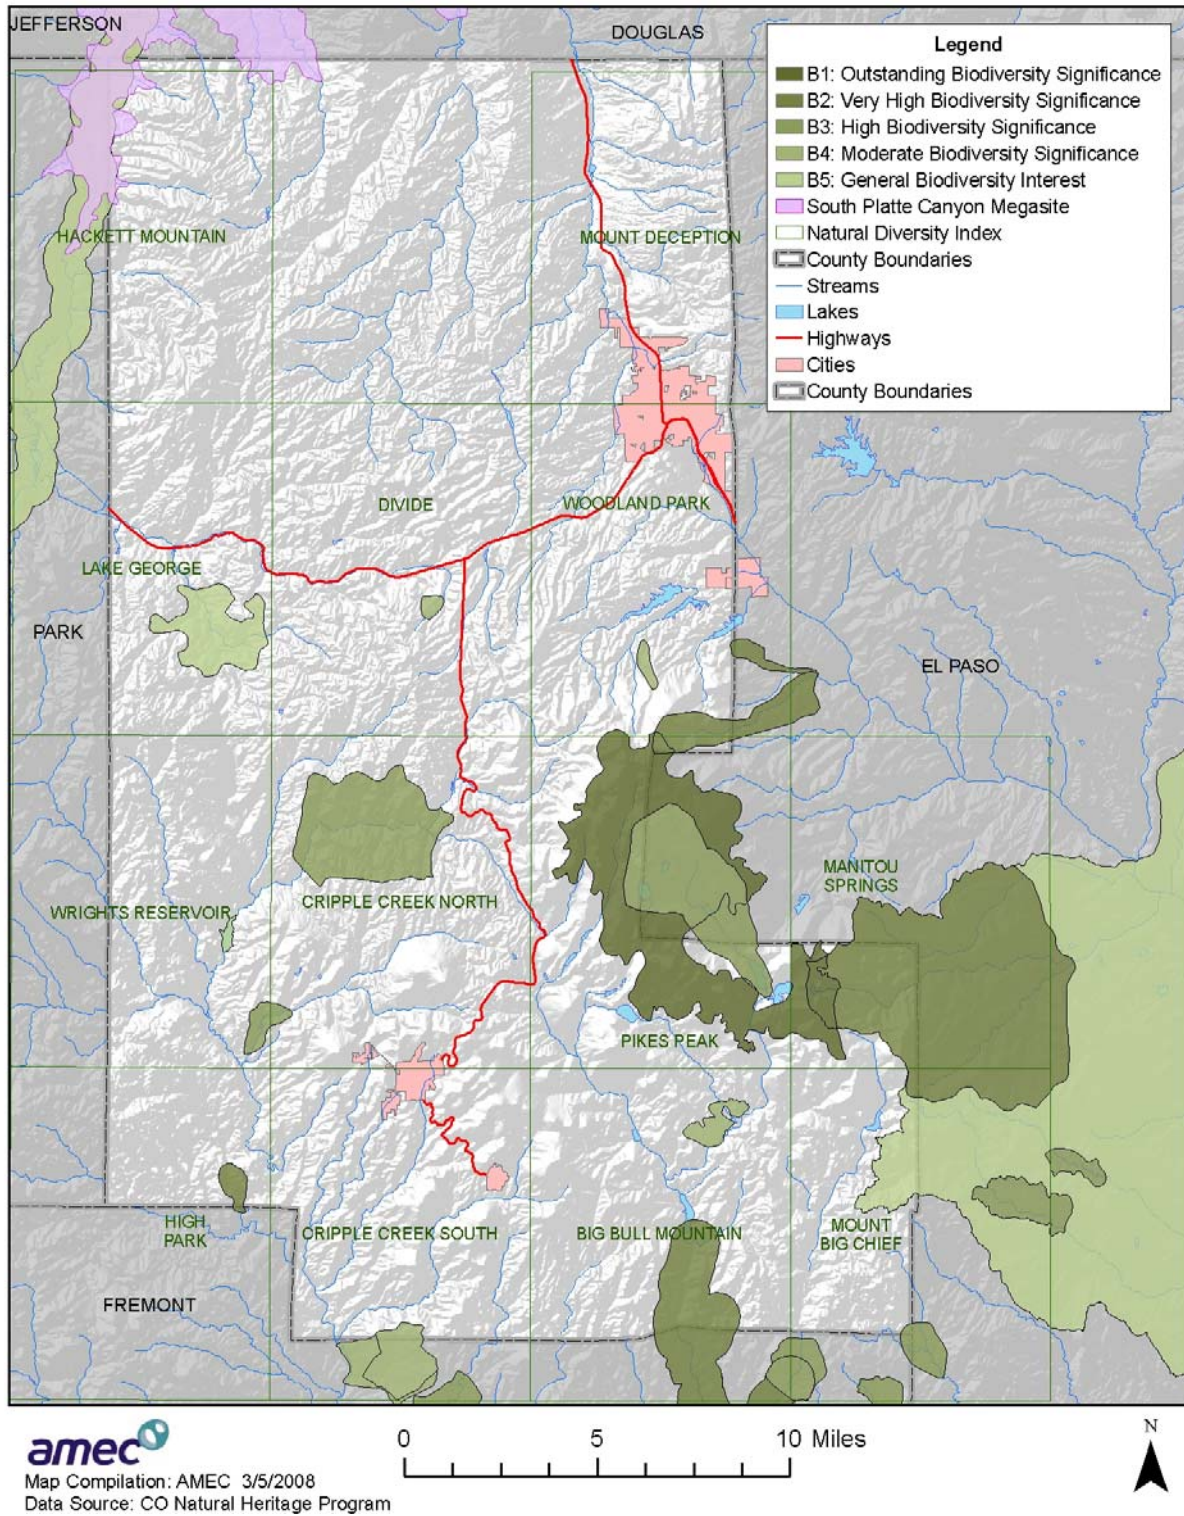 JEFFERSON
DOUGLAS
Legend
B1: Outstanding Biodiversity Significance
B2: Very High Biodiversity Significance
B3: High Biodiversity Significance
B4: Moderate Biodiversity Significance
B5: General Biodiversity Interest
South Platte Canyon Megasite
Natural Diversity Index
County Boundaries
Streams
Lakes
Highways
Cities
County Boundaries
HACKETT MOUNTAIN
MOUNT DECEPTION
DIVIDE
WOODLAND PARK
LAKE GEORGE
PARK
EL PASO
MANITOU
SPRINGS
CRIPPLE CREEK NORTH
WRIGHTS RESERVOIR
PIKES PEAK
HIGH
PARK
CRIPPLE CREEK SOUTH
BIG BULL MOUNTAIN
MOUNT
BIG CHIEF
FREMONT
amec
0 5 10 Miles
N
Map Compilation: AMEC 3/5/2008
Data Source: CO Natural Heritage Program